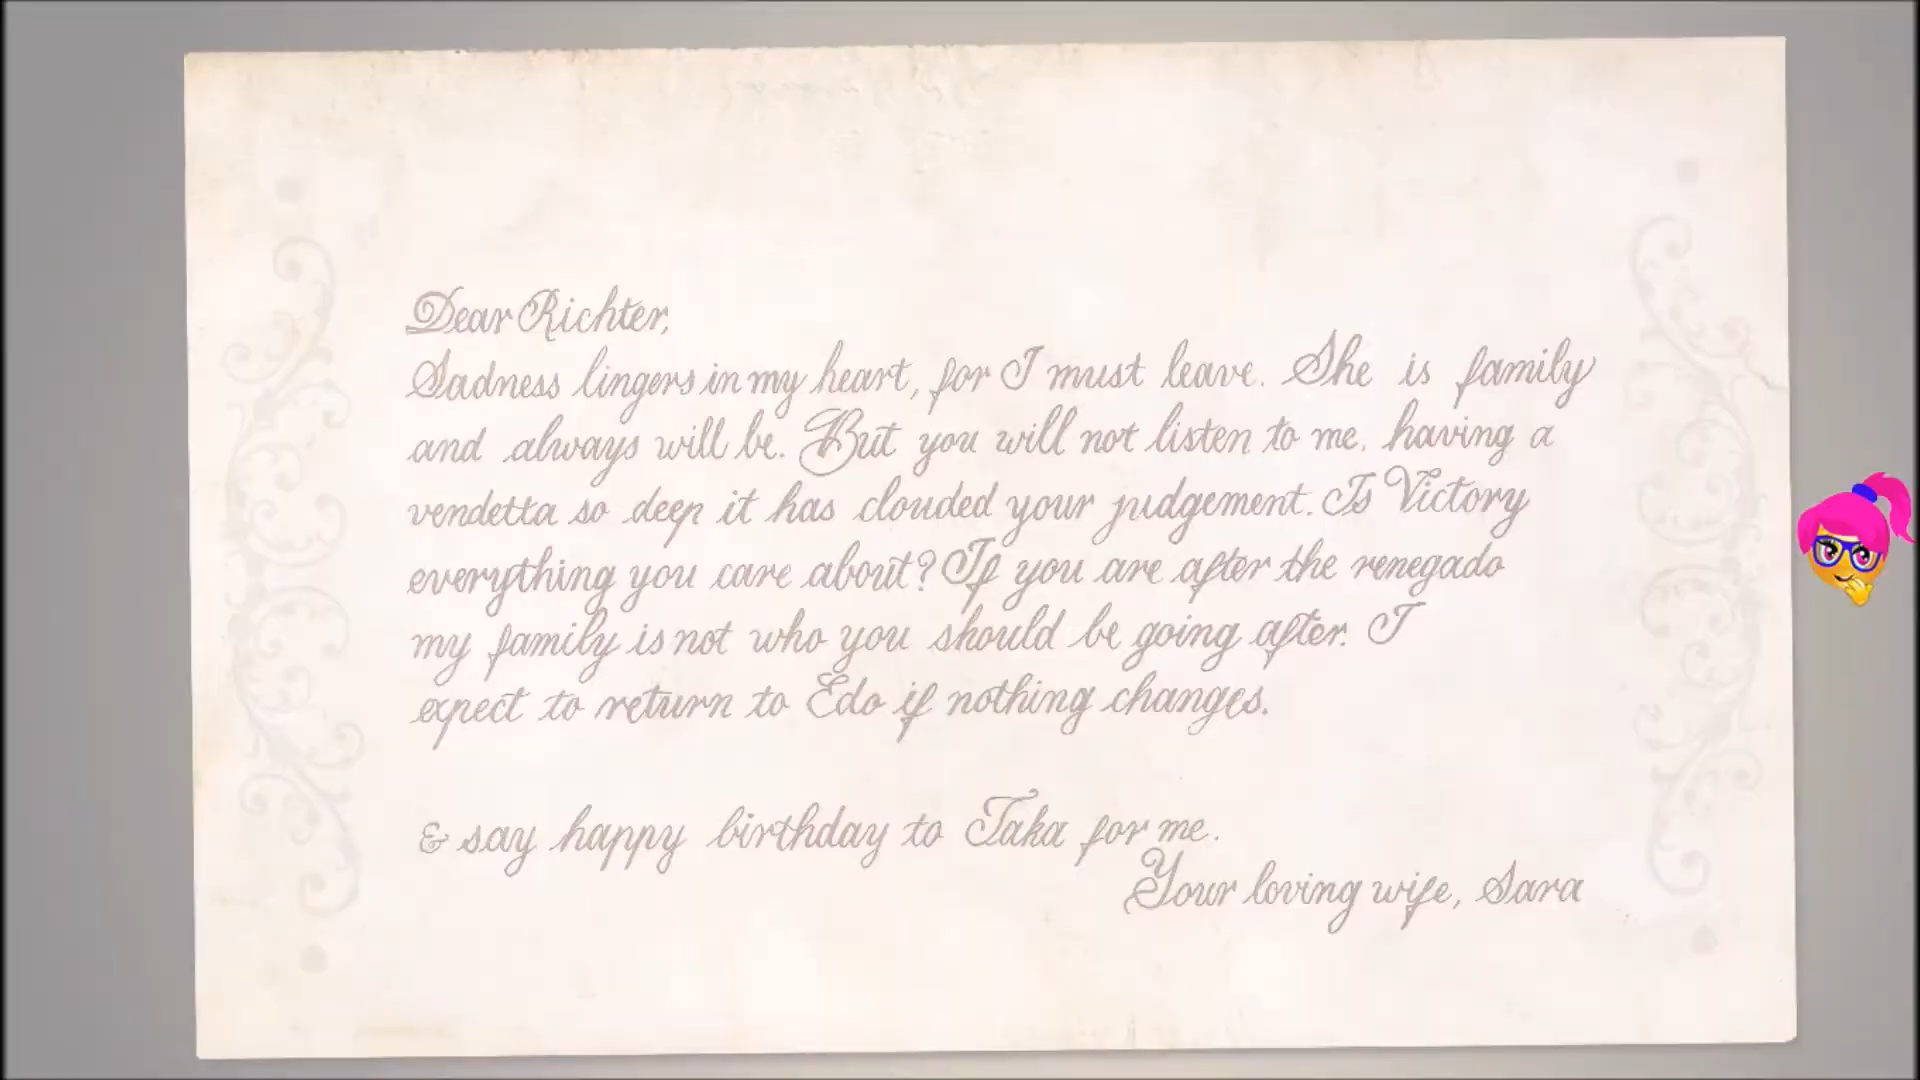 Dear Richter,
Sadness lingers in my heart, for I must leave. She is family
and always will be. But you will not listen to me. having a
vendetta so deep it has clouded your judgement. Is Victory
everything you care about? If you are after the renegado
my family is not who you should be going after. I
expect to return to Edo if nothing changes.
& say happy birthday to Taka for me.
Your loving wife, Sara